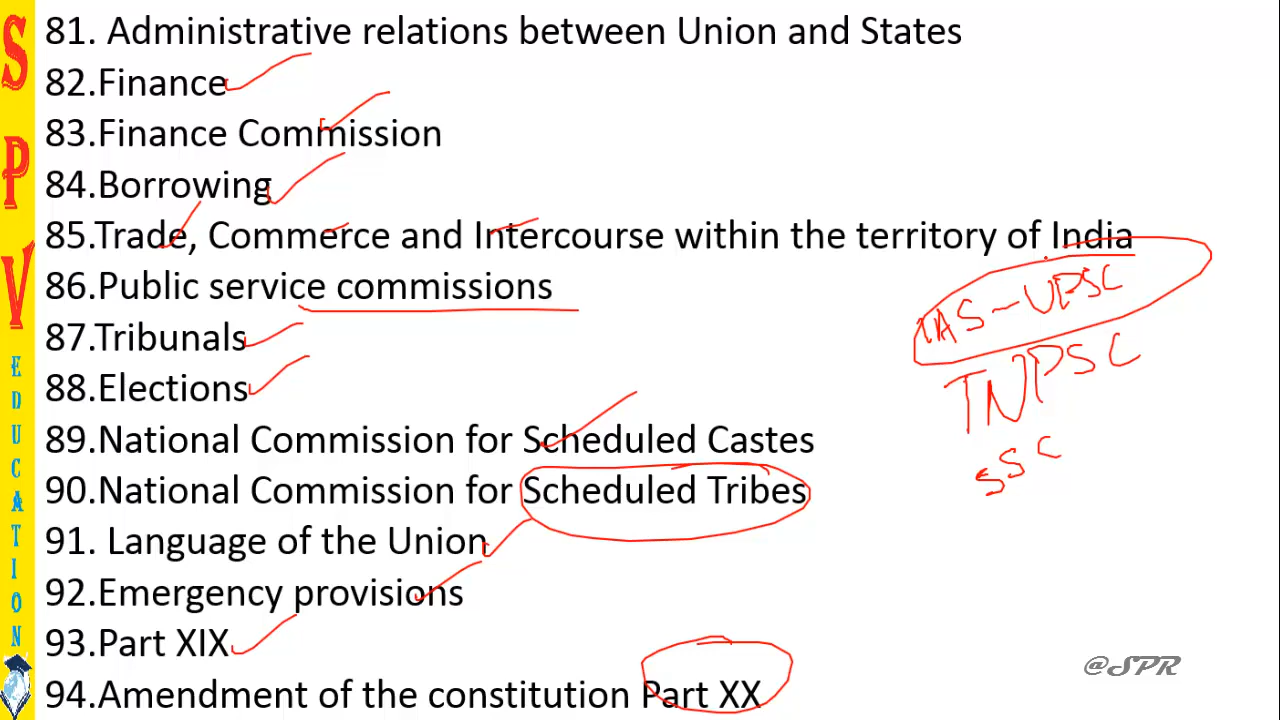 S
P
V
E
D
U
C
A
T
I
O
N
81. Administrative relations between Union and States
82.Finance
83.Finance Commission
84.Borrowing
85.Trade, Commerce and Intercourse within the territory of India
86.Public service commissions
87.Tribunals
88.Elections
89.National Commission for Scheduled Castes
90.National Commission for Scheduled Tribes
91. Language of the Union
92.Emergency provisions
93.Part XIX
94.Amendment of the constitution Part XX
IAS-UPSC
TNPSC
SSC
@SPR